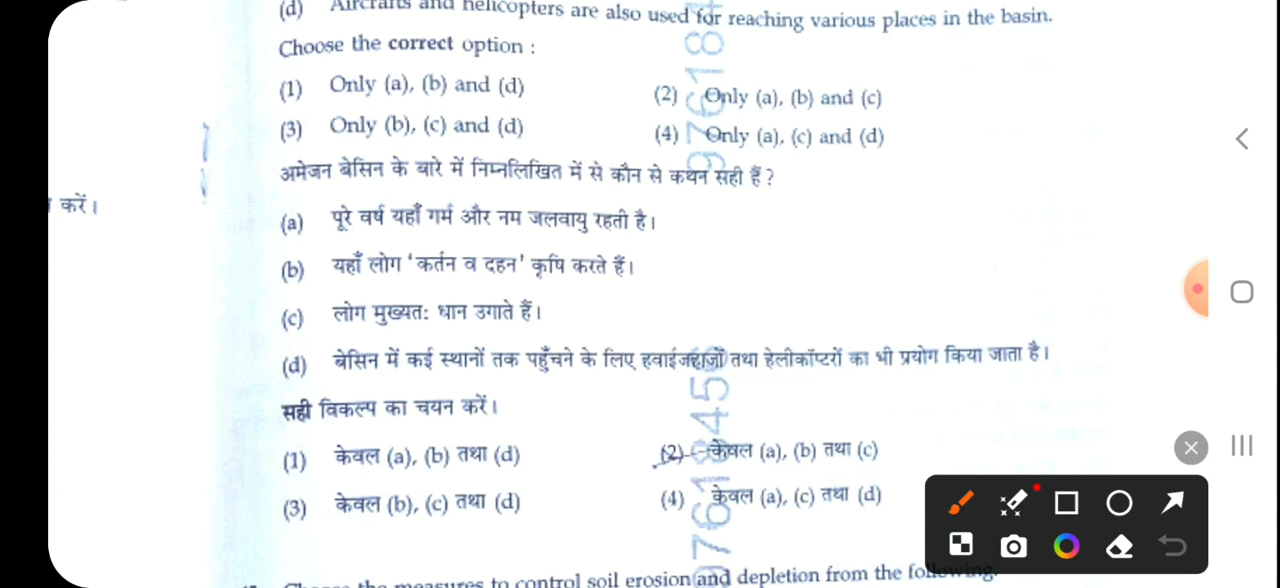 (d) Aircrafts and helicopters are also used for reaching various places in the basin.
Choose the correct option :
(1) Only (a), (b) and (d)
(2) Only (a), (b) and (c)
(3) Only (b), (c) and (d)
(4) Only (a), (c) and (d)
अमेजन बेसिन के बारे में निम्नलिखित में से कौन से कथन सही हैं ?
करें।
(a) पूरे वर्ष यहाँ गर्म और नम जलवायु रहती है।
(b) यहाँ लोग 'कर्तन व दहन' कृषि करते हैं।
(c) लोग मुख्यत: धान उगाते हैं।
(d) बेसिन में कई स्थानों तक पहुँचने के लिए हवाईजहाजों तथा हेलीकॉप्टरों का भी प्रयोग किया जाता है।
सही विकल्प का चयन करें।
(1) केवल (a), (b) तथा (d)
(2) केवल (a), (b) तथा (c)
(3) केवल (b), (c) तथा (d)
(4) केवल (a), (c) तथा (d)
the measures to control soil erosion and depletion from the following.